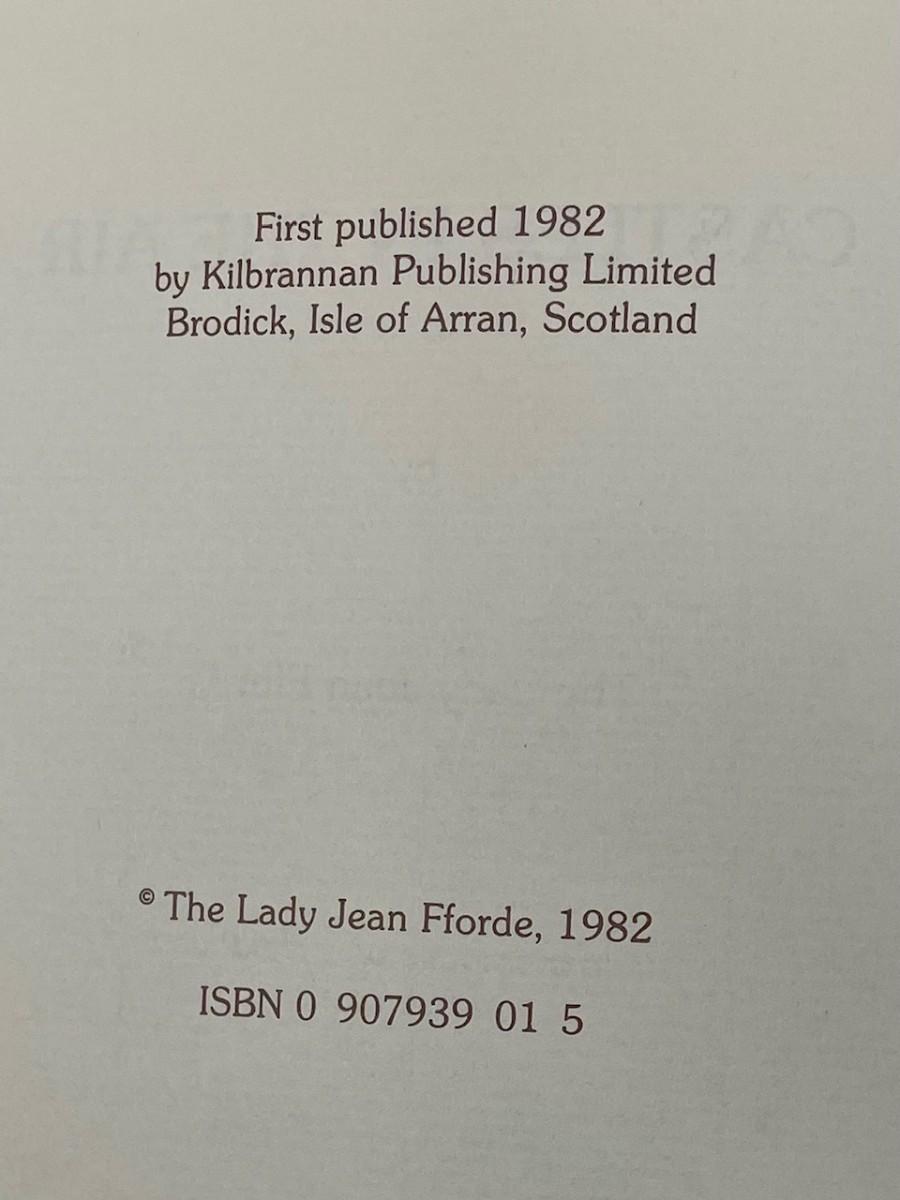 First published 1982
by Kilbrannan Publishing Limited
Brodick, Isle of Arran, Scotland
© The Lady Jean Fforde, 1982
ISBN 0 907939 01 5